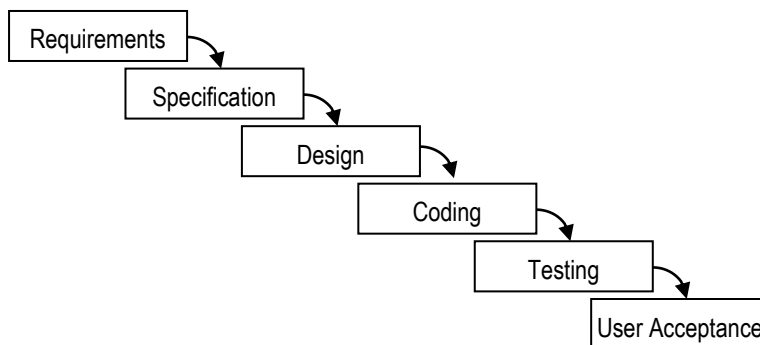 Requirements
Specification
Design
Coding
Testing
User Acceptance